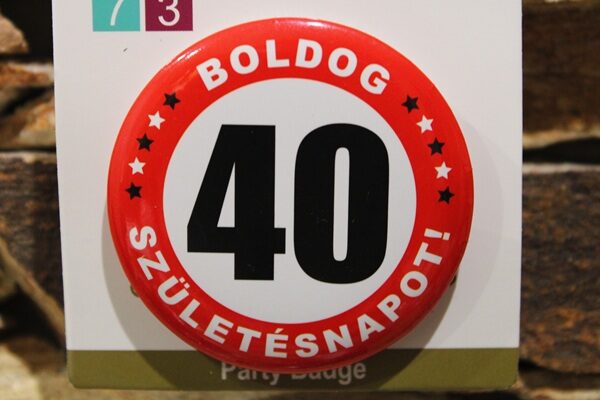 7 3
BOLDOG
40
SZÜLETÉSNAPOT!
Party Badge